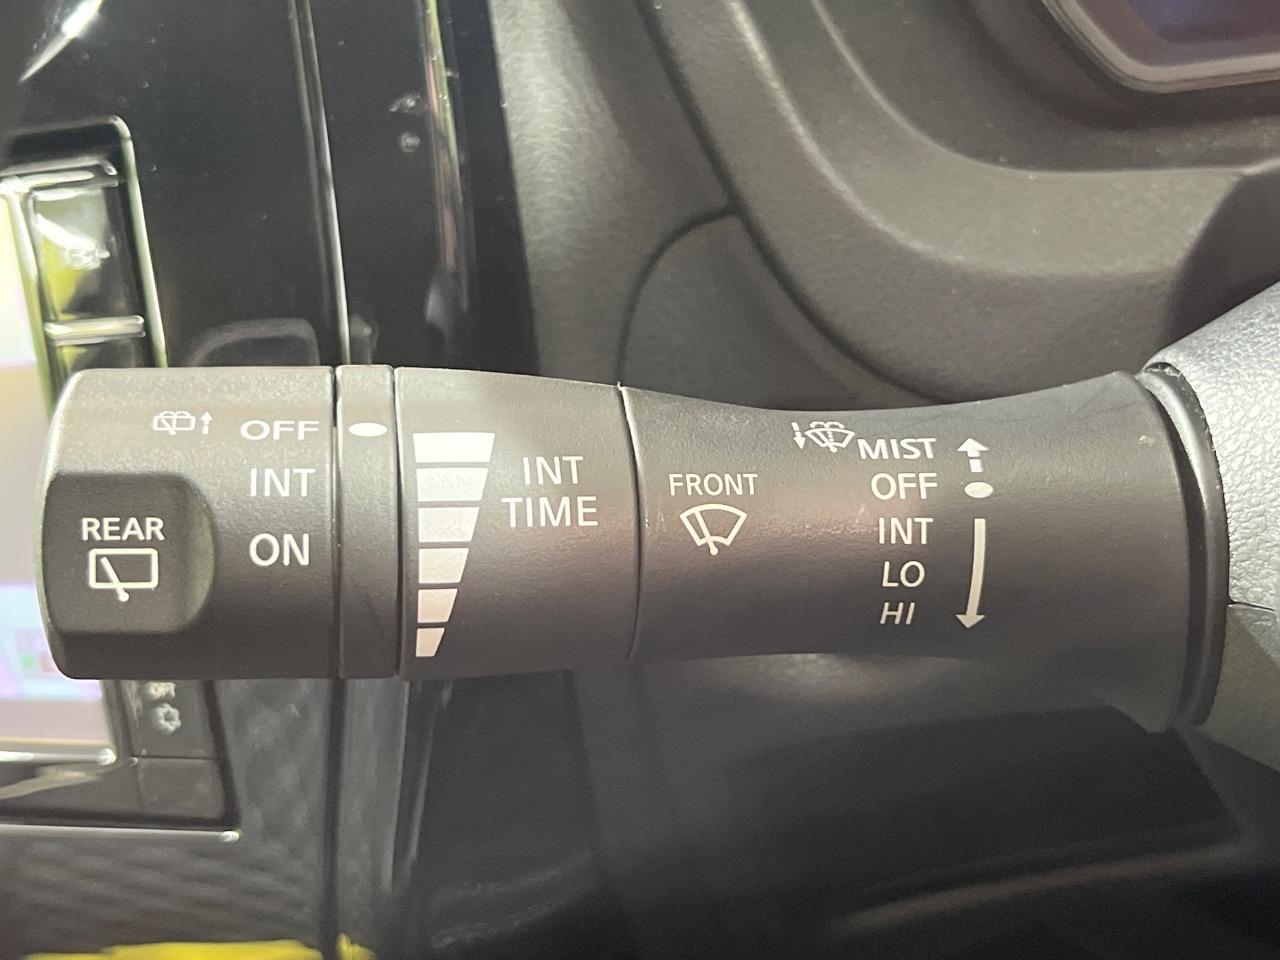 OFF
INT
ON
REAR
INT
TIME
FRONT
MIST
OFF
INT
LO
HI